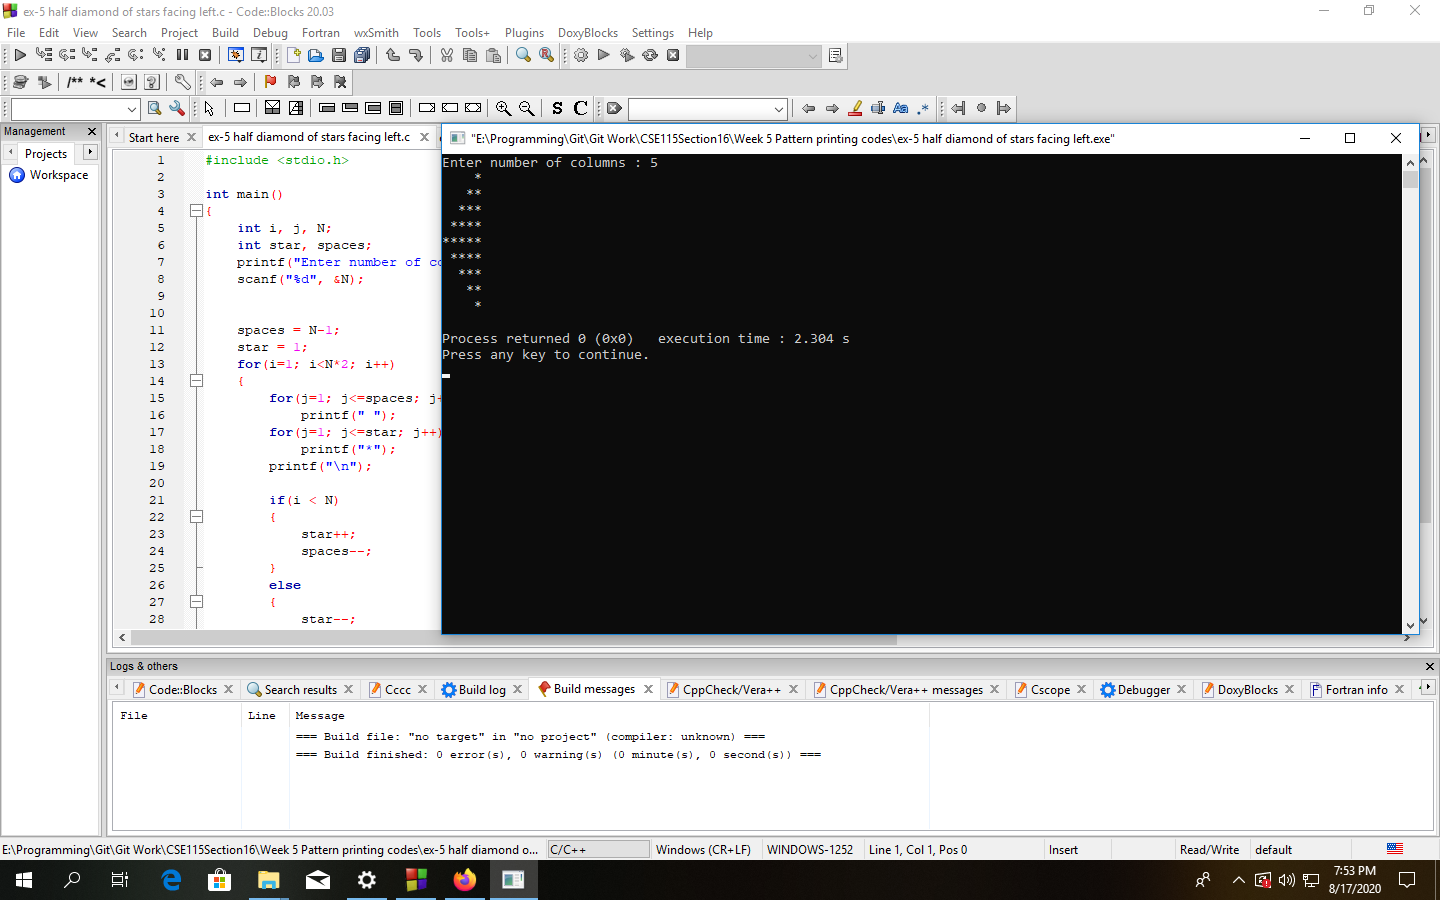 ex-5 half diamond of stars facing left.c - Code::Blocks 20.03
File Edit View Search Project Build Debug Fortran wxSmith Tools Tools+ Plugins DoxyBlocks Settings Help
/** *<
S C
Aa .*
Management
Projects
Workspace
Start here
ex-5 half diamond of stars facing left.c
1 #include <stdio.h>
2
3 int main()
4 {
5 int i, j, N;
6 int star, spaces;
7 printf("Enter number of co
8 scanf("%d", &N);
9
10
11 spaces = N-1;
12 star = 1;
13 for(i=1; i<N*2; i++)
14 {
15 for(j=1; j<=spaces; j+
16 printf(" ");
17 for(j=1; j<=star; j++)
18 printf("*");
19 printf("\n");
20
21 if(i < N)
22 {
23 star++;
24 spaces--;
25 }
26 else
27 {
28 star--;
"E:\Programming\Git\Git Work\CSE115Section16\Week 5 Pattern printing codes\ex-5 half diamond of stars facing left.exe"
Enter number of columns : 5
    *
   **
  ***
 ****
*****
 ****
  ***
   **
    *
Process returned 0 (0x0)   execution time : 2.304 s
Press any key to continue.
Logs & others
Code::Blocks Search results Cccc Build log Build messages CppCheck/Vera++ CppCheck/Vera++ messages Cscope Debugger DoxyBlocks Fortran info
File Line Message
=== Build file: "no target" in "no project" (compiler: unknown) ===
=== Build finished: 0 error(s), 0 warning(s) (0 minute(s), 0 second(s)) ===
E:\Programming\Git\Git Work\CSE115Section16\Week 5 Pattern printing codes\ex-5 half diamond o... C/C++ Windows (CR+LF) WINDOWS-1252 Line 1, Col 1, Pos 0 Insert Read/Write default
7:53 PM
8/17/2020